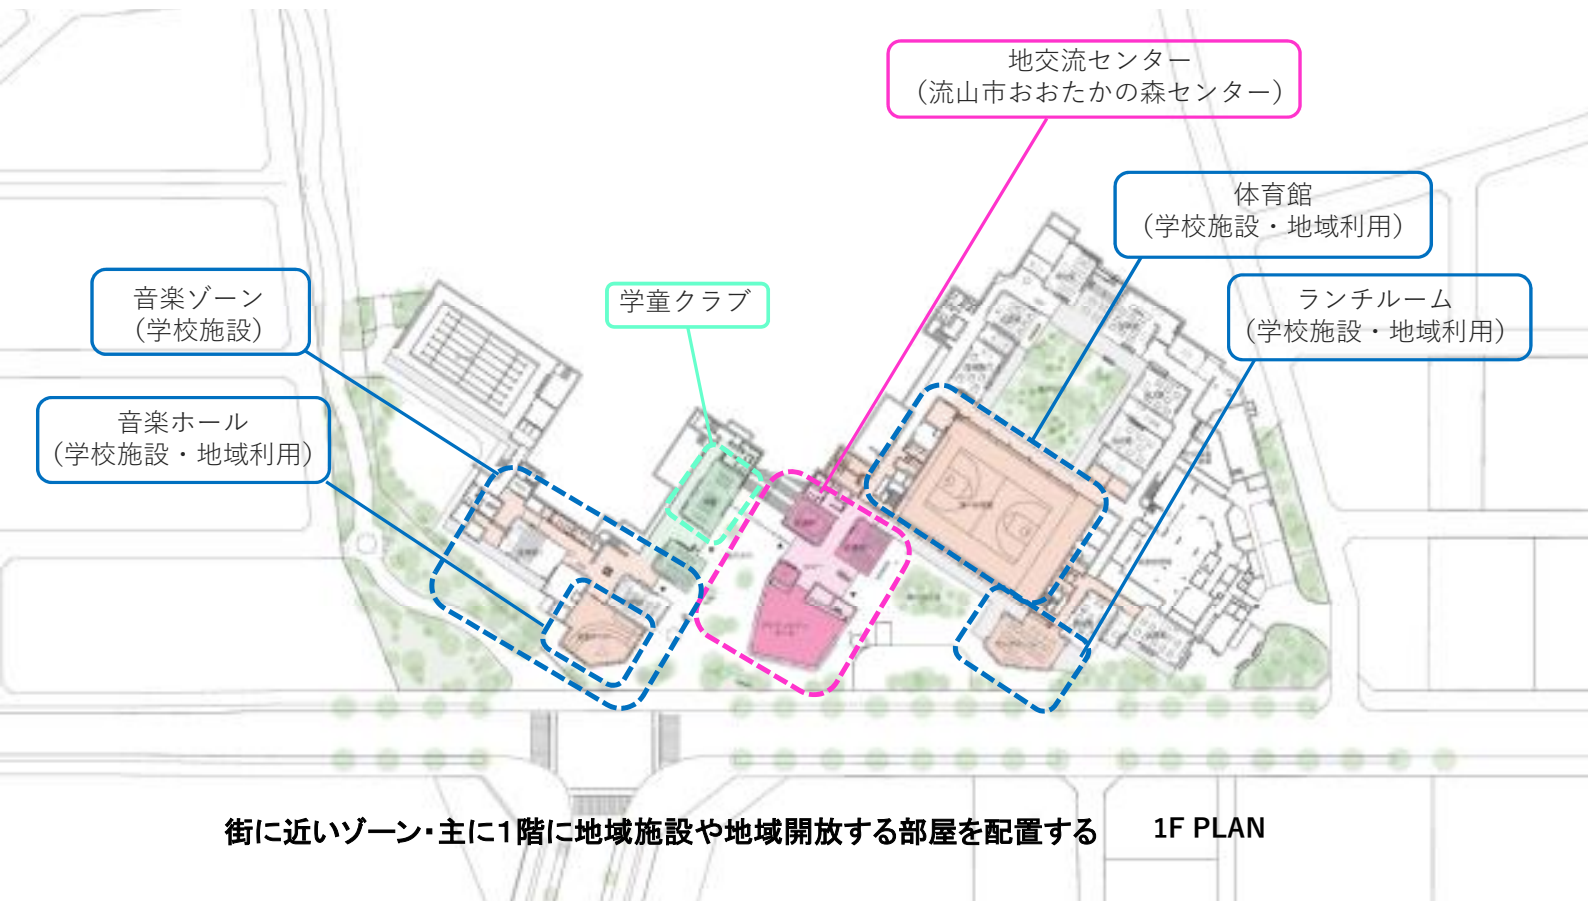 地交流センター
（流山市おおたかの森センター）
体育館
（学校施設・地域利用）
ランチルーム
（学校施設・地域利用）
学童クラブ
音楽ゾーン
（学校施設）
音楽ホール
（学校施設・地域利用）
街に近いゾーン・主に１階に地域施設や地域開放する部屋を配置する
1F PLAN